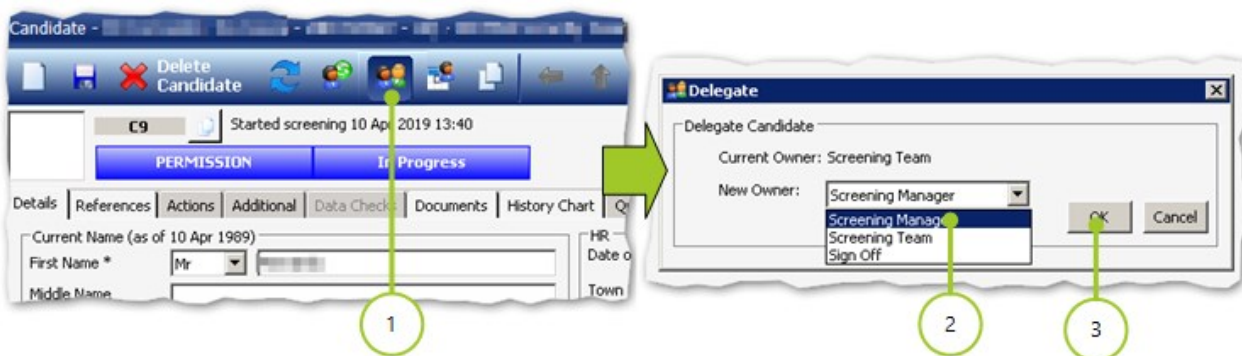 Candidate -
Delete
Candidate
C9
Started screening 10 Apr 2019 13:40
PERMISSION
In Progress
Details
References
Actions
Additional
Data Checks
Documents
History Chart
Current Name (as of 10 Apr 1989)
First Name *
Mr
Middle Name
HR
Date o
Town
1
Delegate
Delegate Candidate
Current Owner: Screening Team
New Owner:
Screening Manager
Screening Manager
Screening Team
Sign Off
OK
Cancel
2
3